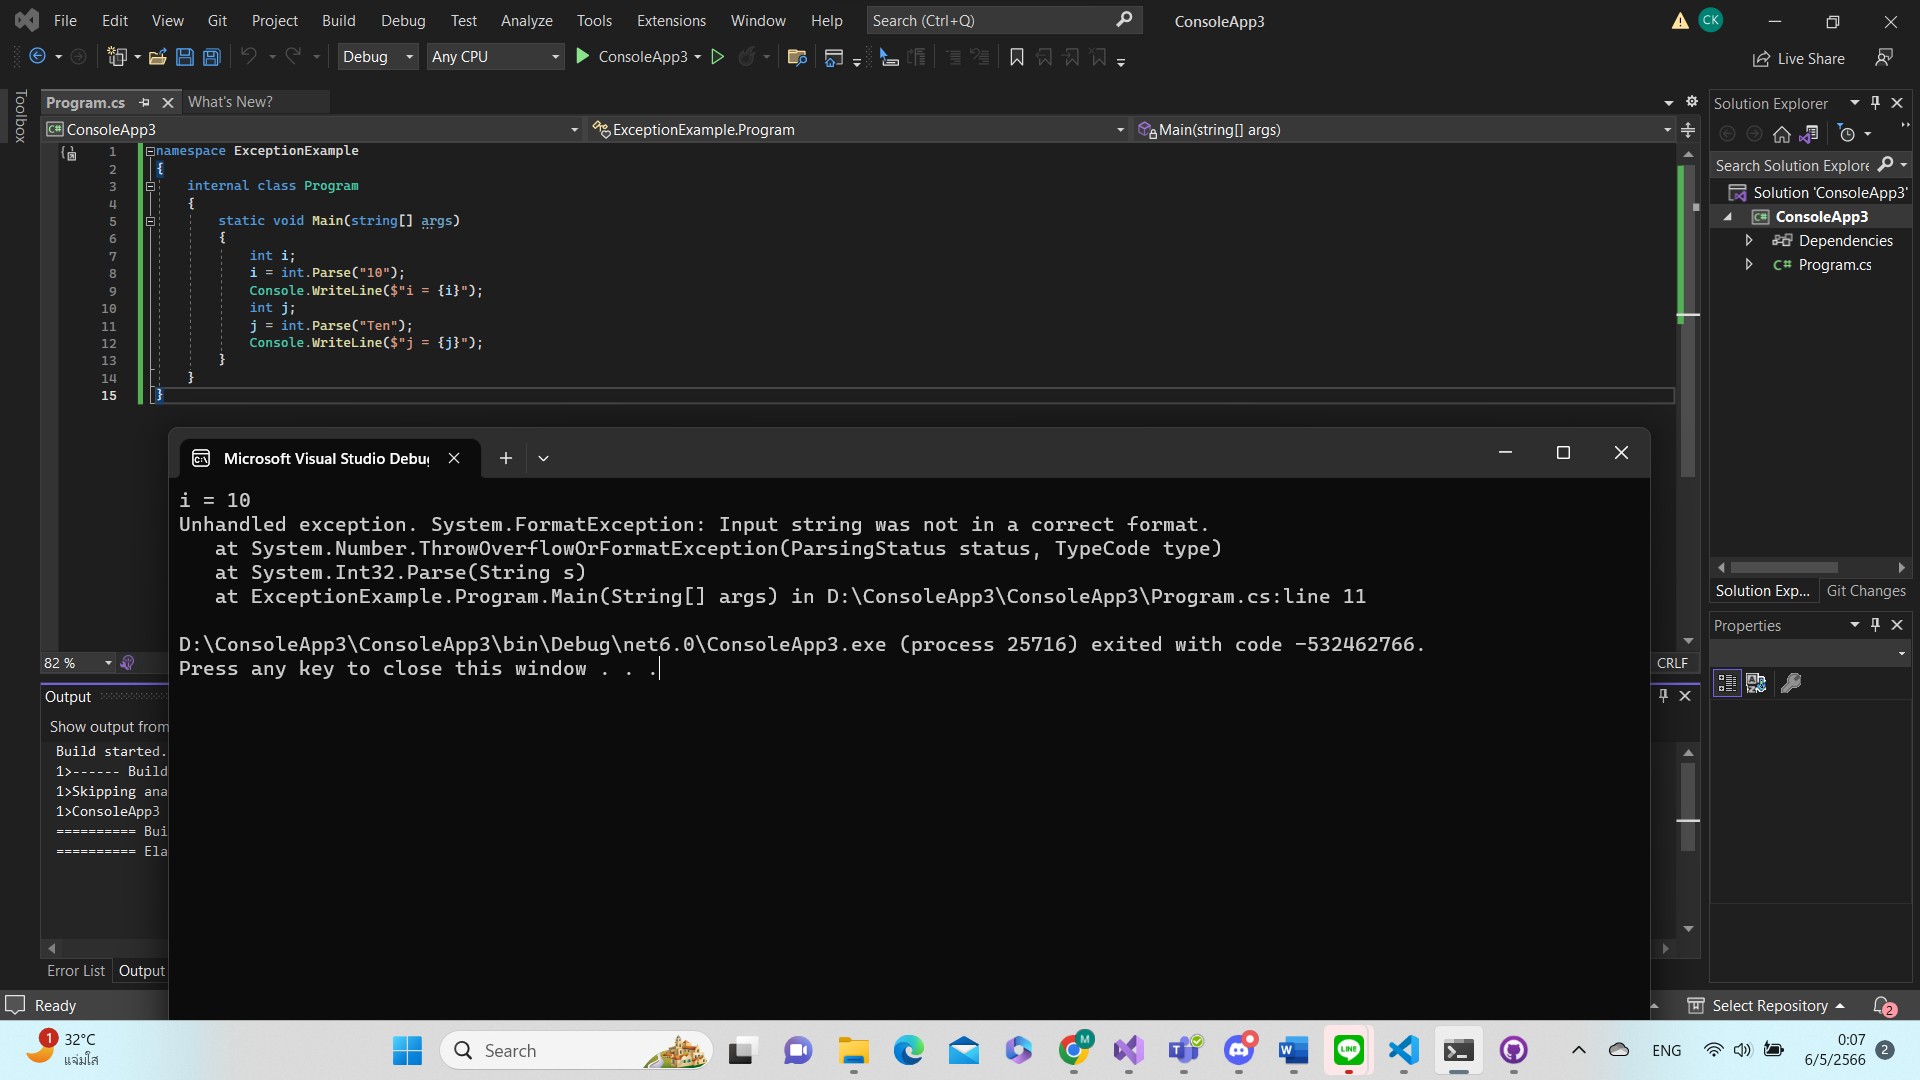 File Edit View Git Project Build Debug Test Analyze Tools Extensions Window Help Search (Ctrl+Q) ConsoleApp3 CK
Debug Any CPU ConsoleApp3 Live Share
Toolbox
Program.cs What's New?
ConsoleApp3 ExceptionExample.Program Main(string[] args)
1 namespace ExceptionExample
2 {
3 internal class Program
4 {
5 static void Main(string[] args)
6 {
7 int i;
8 i = int.Parse("10");
9 Console.WriteLine($"i = {i}");
10 int j;
11 j = int.Parse("Ten");
12 Console.WriteLine($"j = {j}");
13 }
14 }
15 }
Solution Explorer
Search Solution Explore
Solution 'ConsoleApp3'
C# ConsoleApp3
Dependencies
C# Program.cs
Solution Exp... Git Changes
Properties
Microsoft Visual Studio Debu
i = 10
Unhandled exception. System.FormatException: Input string was not in a correct format.
at System.Number.ThrowOverflowOrFormatException(ParsingStatus status, TypeCode type)
at System.Int32.Parse(String s)
at ExceptionExample.Program.Main(String[] args) in D:\ConsoleApp3\ConsoleApp3\Program.cs:line 11
D:\ConsoleApp3\ConsoleApp3\bin\Debug\net6.0\ConsoleApp3.exe (process 25716) exited with code -532462766.
Press any key to close this window . . .
82 % CRLF
Output
Show output from
Build started.
1>------ Build
1>Skipping ana
1>ConsoleApp3
========== Bui
========== Ela
Error List Output
Ready Select Repository 2
1 32°C
แจ่มใส
Search
M
LINE
ENG
0:07
6/5/2566
2